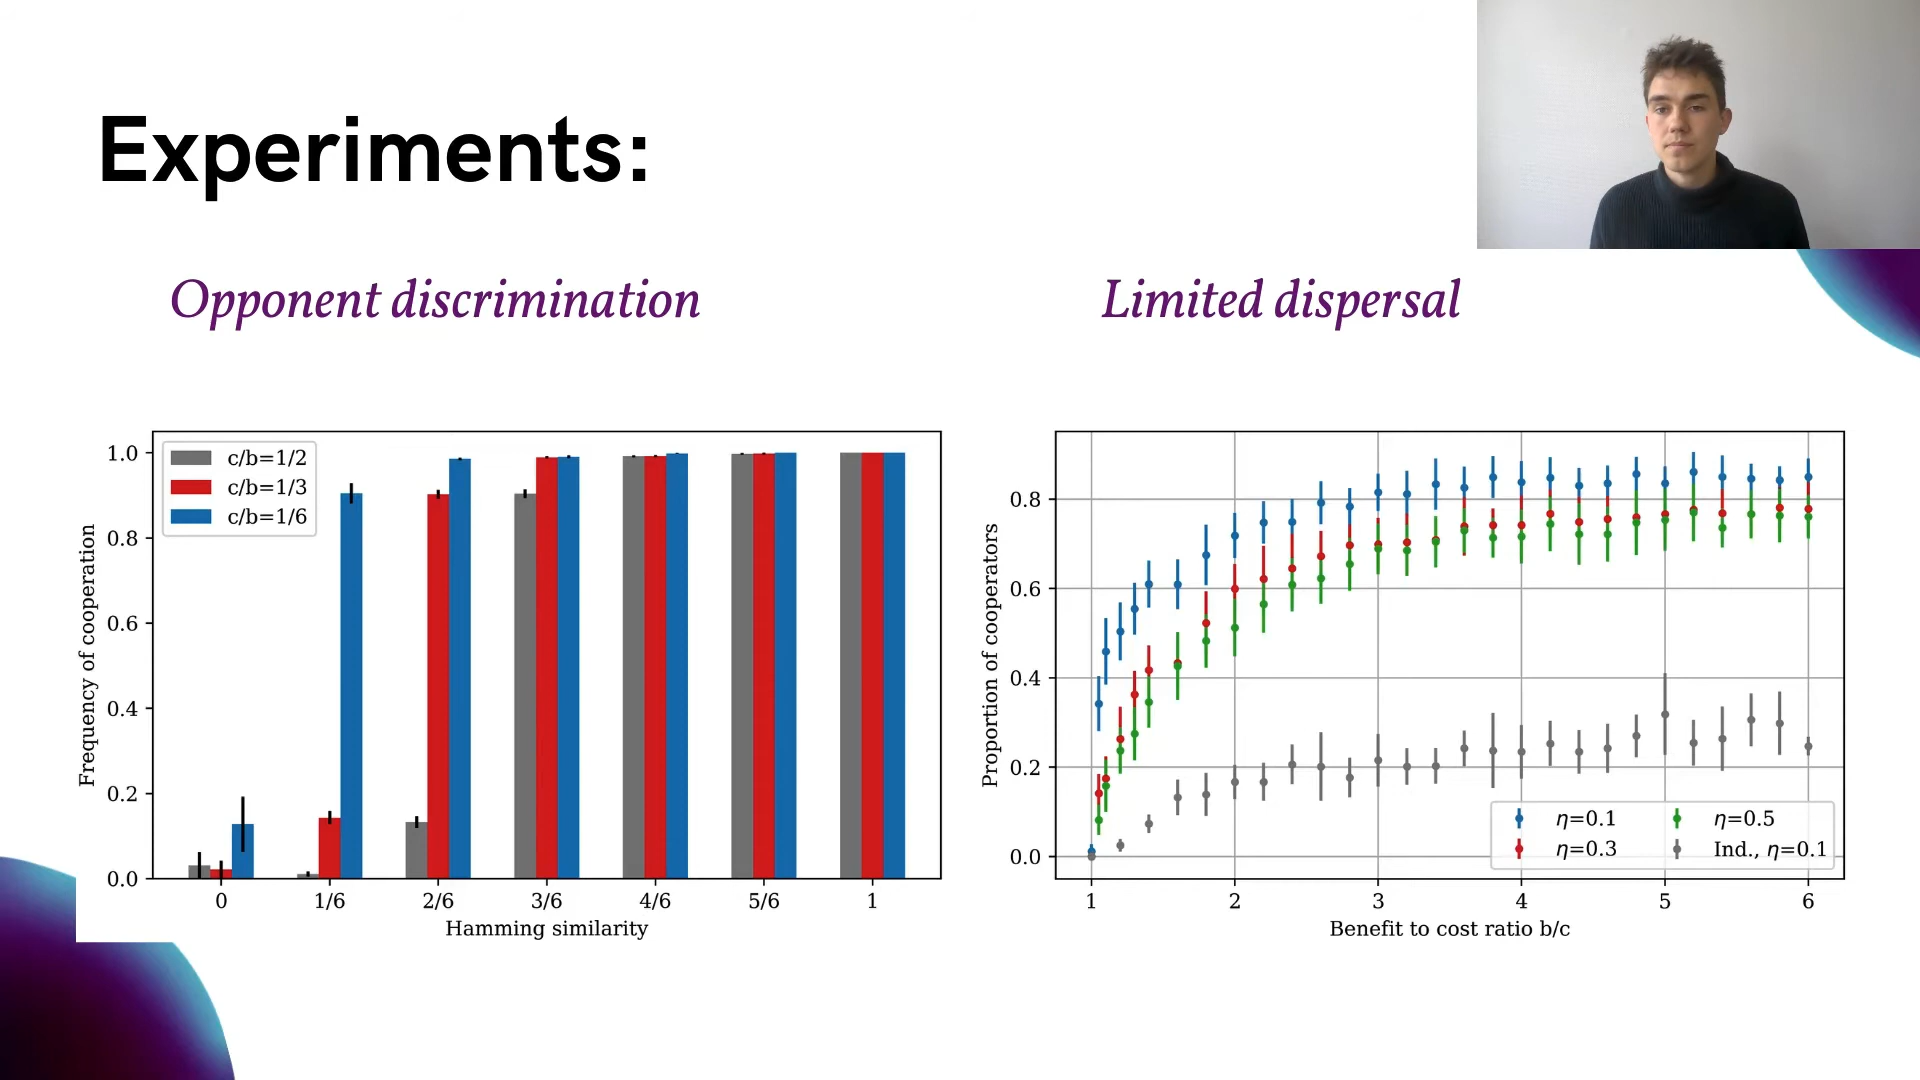 Experiments:
Opponent discrimination
Limited dispersal
c/b=1/2
c/b=1/3
c/b=1/6
1.0
0.8
0.6
0.4
0.2
0.0
Frequency of cooperation
0 1/6 2/6 3/6 4/6 5/6 1
Hamming similarity
0.8
0.6
0.4
0.2
0.0
Proportion of cooperators
η=0.1 η=0.5
η=0.3 Ind., η=0.1
1 2 3 4 5 6
Benefit to cost ratio b/c